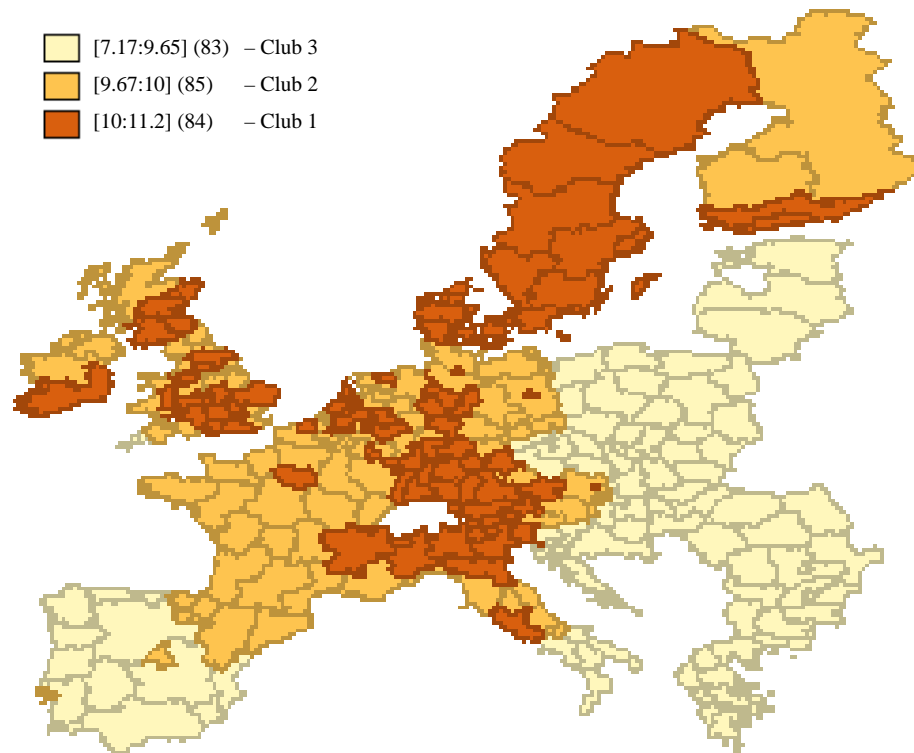 [7.17:9.65] (83) – Club 3
[9.67:10] (85) – Club 2
[10:11.2] (84) – Club 1